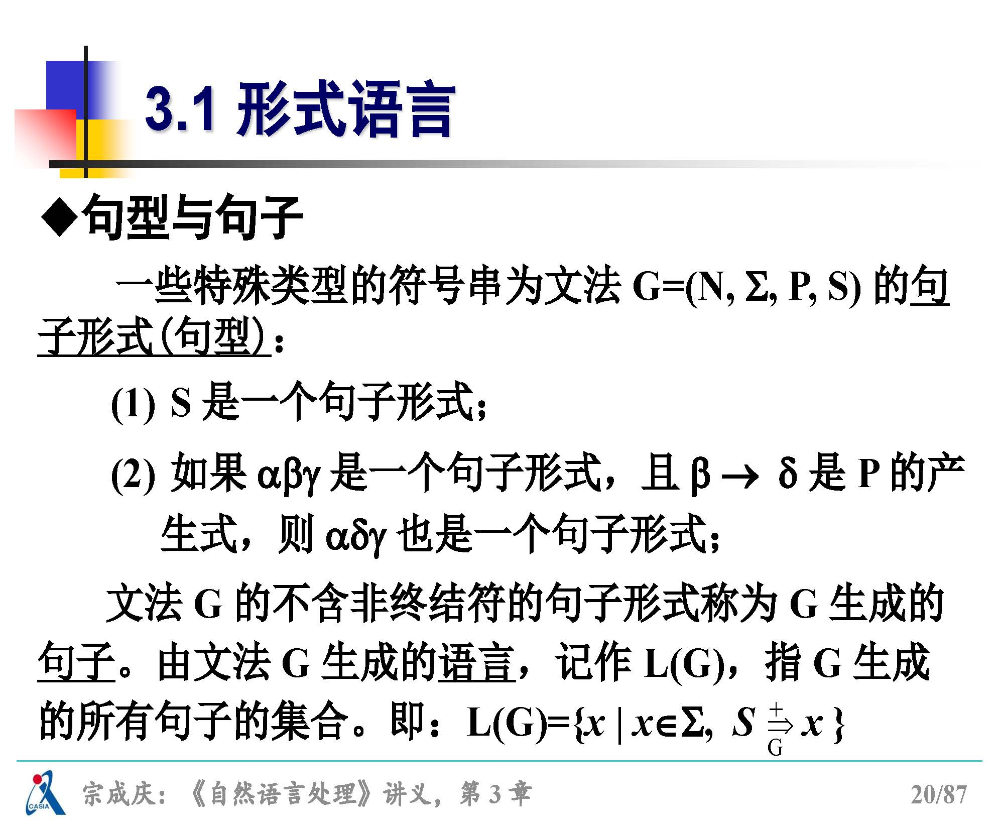 3.1 形式语言
◆句型与句子
一些特殊类型的符号串为文法 G=(N, Σ, P, S) 的句
子形式(句型)：
(1) S 是一个句子形式；
(2) 如果 αβγ 是一个句子形式，且 β → δ 是 P 的产
生式，则 αδγ 也是一个句子形式；
文法 G 的不含非终结符的句子形式称为 G 生成的
句子。由文法 G 生成的语言，记作 L(G)，指 G 生成
的所有句子的集合。即：L(G)={x | x∈Σ, S ⇒ x }
+
G
CASIA
宗成庆：《自然语言处理》讲义，第 3 章
20/87